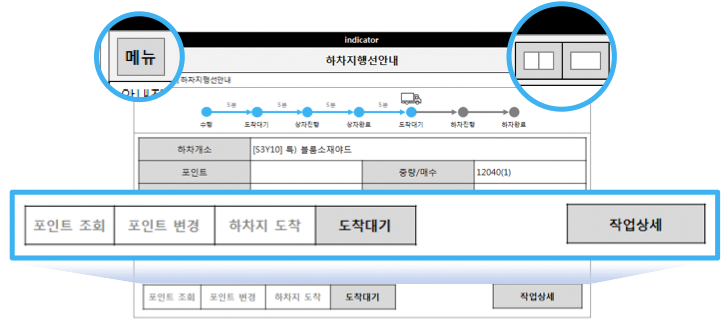 indicator
메뉴
하차지행선안내
하차지행선안내
5분 5분 5분 5분
수행 도착대기 상차진행 상차완료 도착대기 하차진행 하차완료
하차개소 [S3Y10] 특) 블룸소재야드
포인트 중량/매수 12040(1)
포인트 조회 포인트 변경 하차지 도착 도착대기 작업상세
포인트 조회 포인트 변경 하차지 도착 도착대기 작업상세